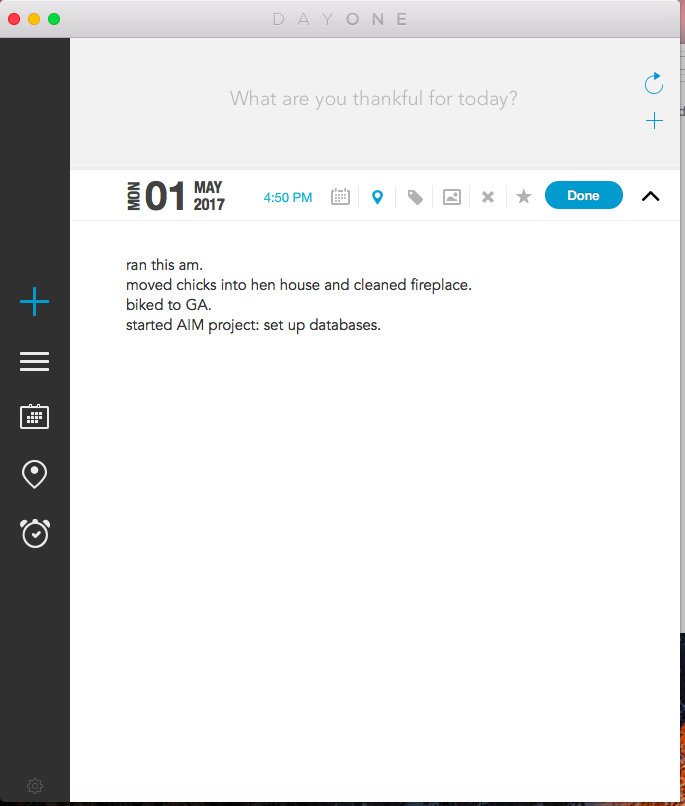 DAYONE
What are you thankful for today?
MON 01 MAY 2017 4:50 PM Done
ran this am.
moved chicks into hen house and cleaned fireplace.
biked to GA.
started AIM project: set up databases.